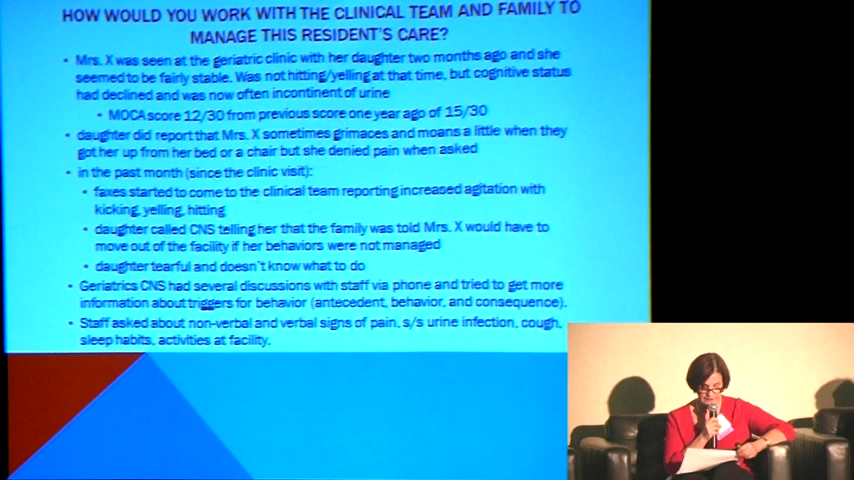 HOW WOULD YOU WORK WITH THE CLINICAL TEAM AND FAMILY TO
MANAGE THIS RESIDENT'S CARE?
• Mrs. X was seen at the geriatric clinic with her daughter two months ago and she
seemed to be fairly stable. Was not hitting/yelling at that time, but cognitive status
had declined and was now often incontinent of urine
• MOCA score 12/30 from previous score one year ago of 15/30
• daughter did report that Mrs. X sometimes grimaces and moans a little when they
got her up from her bed or a chair but she denied pain when asked
• in the past month (since the clinic visit):
• faxes started to come to the clinical team reporting increased agitation with
kicking, yelling, hitting
• daughter called CNS telling her that the family was told Mrs. X would have to
move out of the facility if her behaviors were not managed
• daughter tearful and doesn't know what to do
• Geriatrics CNS had several discussions with staff via phone and tried to get more
information about triggers for behavior (antecedent, behavior, and consequence).
• Staff asked about non-verbal and verbal signs of pain, s/s urine infection, cough,
sleep habits, activities at facility.